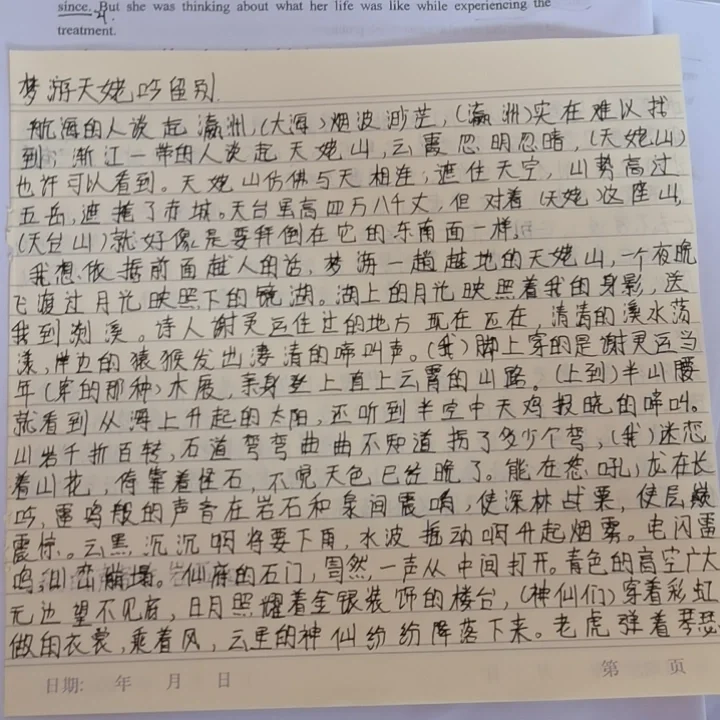 since. But she was thinking about what her life was like while experiencing the
treatment.
梦游天姥吟留别.
航海的人谈起瀛洲,(大海)烟波渺茫,(瀛洲)实在难以找
到;浙江一带的人谈起天姥山,云霞忽明忽暗,(天姥山)
也许可以看到。天姥山仿佛与天相连,遮住天空,山势高过
五岳,遮掩了赤城。天台虽高四万八千丈,但对着(天姥)这座山,
(天台山)就好像是要拜倒在它的东南面一样。
我想依据前面越人的话,梦游一趟越地的天姥山,一个夜晚
飞渡过月光映照下的镜湖。湖上的月光映照着我的身影,送
我到剡溪。诗人谢灵运住过的地方现在还在,清清的溪水荡
漾,岸边的猿猴发出凄清的啼叫声。(我)脚上穿的是谢灵运当
年(穿的那种)木屐,亲身登上直上云霄的山路。(上到)半山腰
就看到从海上升起的太阳,还听到半空中天鸡报晓的啼叫。
山岩千折百转,石道弯弯曲曲不知道拐了多少个弯,(我)迷恋
着山花,倚靠着怪石,不觉天色已经晚了。熊在怒吼,龙在长
吟,雷鸣般的声音在岩石和泉间震响,使深林战栗,使层巅
震惊。云黑沉沉啊将要下雨,水波摇动啊升起烟雾。电闪雷
鸣,山峦崩塌。仙府的石门,訇然一声从中间打开。青色的高空广大
无边望不见底,日月照耀着金银装饰的楼台,(神仙们)穿着彩虹
做的衣裳,乘着风,云里的神仙纷纷降落下来。老虎弹着琴瑟
日期: 年 月 日 第 页